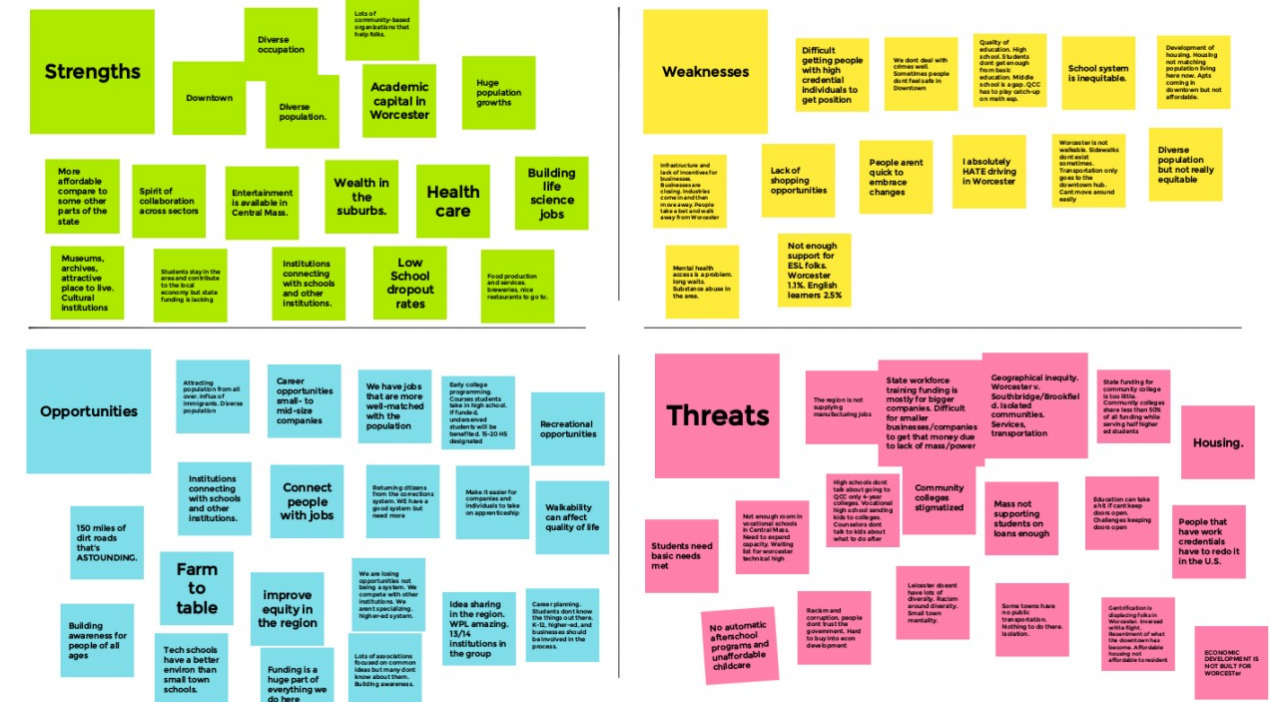 Strengths
Downtown
Diverse
occupation
Diverse
population.
Lots of
community-based
organizations that
help folks.
Academic
capital in
Worcester
Huge
population
growths
More
affordable
compare to
some other
parts of the
state
Spirit of
collaboration
across sectors
Entertainment
is available in
Central Mass.
Wealth in
the
suburbs.
Health
care
Building
life
science
jobs
Museums,
archives,
attractive
place to live.
Cultural
institutions
Students stay in the
area and contribute
to the local
economy but state
funding is lacking
Institutions
connecting
with schools
and other
institutions.
Low
School
dropout
rates
Food production
and services.
breweries, nice
restaurants to go to.
Weaknesses
Difficult
getting people
with high
credential
individuals to
get position
We dont deal with
crimes well.
Sometimes people
dont feel safe in
Downtown
Quality of
education. High
school. Students
dont get enough
from basic
education. Middle
school is a gap. QCC
has to play catch-up
on math esp.
School system
is inequitable.
Development of
housing. Housing
not matching
population living
here now. Apts
coming in
downtown but not
affordable.
Infrastructure and
lack of incentives for
businesses.
Businesses are
closing. Industries
come in and then
move away. People
take a bet and walk
away from Worcester
Lack of
shopping
opportunities
People arent
quick to
embrace
changes
I absolutely
HATE driving
in Worcester
Worcester is not
walkable. Sidewalks
dont exist
sometimes.
Transportation only
goes to the
downtown hub.
Cant move around
easily
Diverse
population
but not really
equitable
Mental health
access is a problem.
long waits.
Substance abuse in
the area.
Not enough
support for
ESL folks.
Worcester
1.1%. English
learners 2.5%
Opportunities
Attracting
population from all
over. Influx of
immigrants. Diverse
population
Career
opportunities
small- to
mid-size
companies
We have jobs
that are more
well-matched
with the
population
Early college
programming.
Courses students
take in high school.
If funded,
underserved
students will be
benefited. 15-20 HS
designated
Recreational
opportunities
Institutions
connecting
with schools
and other
institutions.
Connect
people
with jobs
Returning citizens
from the corrections
system. WE have a
good system but
need more
Make it easier for
companies and
individuals to take
on apprenticeship
Walkability
can affect
quality of life
150 miles of
dirt roads
that's
ASTOUNDING.
Farm
to
table
improve
equity in
the region
We are losing
opportunities not
being a system. We
compete with other
institutions. We
arent specializing.
higher-ed system.
Idea sharing
in the region.
WPL amazing.
13/14
institutions in
the group
Career planning.
Students don't know
the things out there.
K-12, higher-ed, and
businesses should
be involved in the
process.
Building
awareness for
people of all
ages
Tech schools
have a better
environ than
small town
schools.
Funding is a
huge part of
everything we
do here
Lots of associations
focused on common
ideas but many dont
know about them.
Building awareness.
Threats
The region is not
supplying
manufacturing jobs
State workforce
training funding is
mostly for bigger
companies. Difficult
for smaller
businesses/companies
to get that money due
to lack of mass/power
Geographical inequity.
Worcester v.
Southbridge/Brookfiel
d. Isolated
communities.
Services,
transportation
State funding for
community college
is too little.
Community colleges
share less than 50%
of all funding while
serving half higher
ed students
Housing.
Students need
basic needs
met
Not enough room in
vocational schools
in Central Mass.
Need to expand
capacity. Waiting
list for worcester
technical high
High schools dont
talk about going to
QCC only 4-year
colleges. Vocational
high school sending
kids to colleges.
Counselors dont
talk to kids about
what to do after
Community
colleges
stigmatized
Mass not
supporting
students on
loans enough
Education can take
a hit if cant keep
doors open.
Challenges keeping
doors open
People that
have work
credentials
have to redo it
in the U.S.
No automatic
afterschool
programs and
unaffordable
childcare
Racism and
corruption. people
dont trust the
government. Hard
to buy into econ
development
Leicester doesnt
have lots of
diversity. Racism
around diversity.
Small town
mentality.
Some towns have
no public
transportation.
Nothing to do there.
Isolation.
Gentrification is
displacing folks in
Worcester. Inversed
white flight.
Resentment of what
the downtown has
become. Affordable
housing not
affordable to resident
ECONOMIC
DEVELOPMENT IS
NOT BUILT FOR
WORCESTer